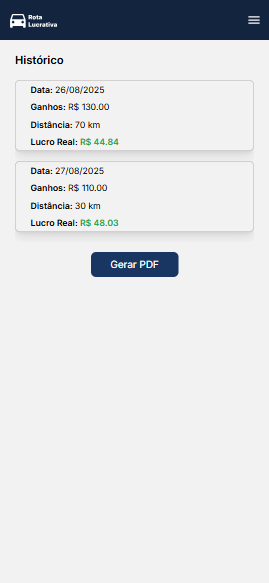 Rota
Lucrativa
Histórico
Data: 26/08/2025
Ganhos: R$ 130.00
Distância: 70 km
Lucro Real: R$ 44.84
Data: 27/08/2025
Ganhos: R$ 110.00
Distância: 30 km
Lucro Real: R$ 48.03
Gerar PDF